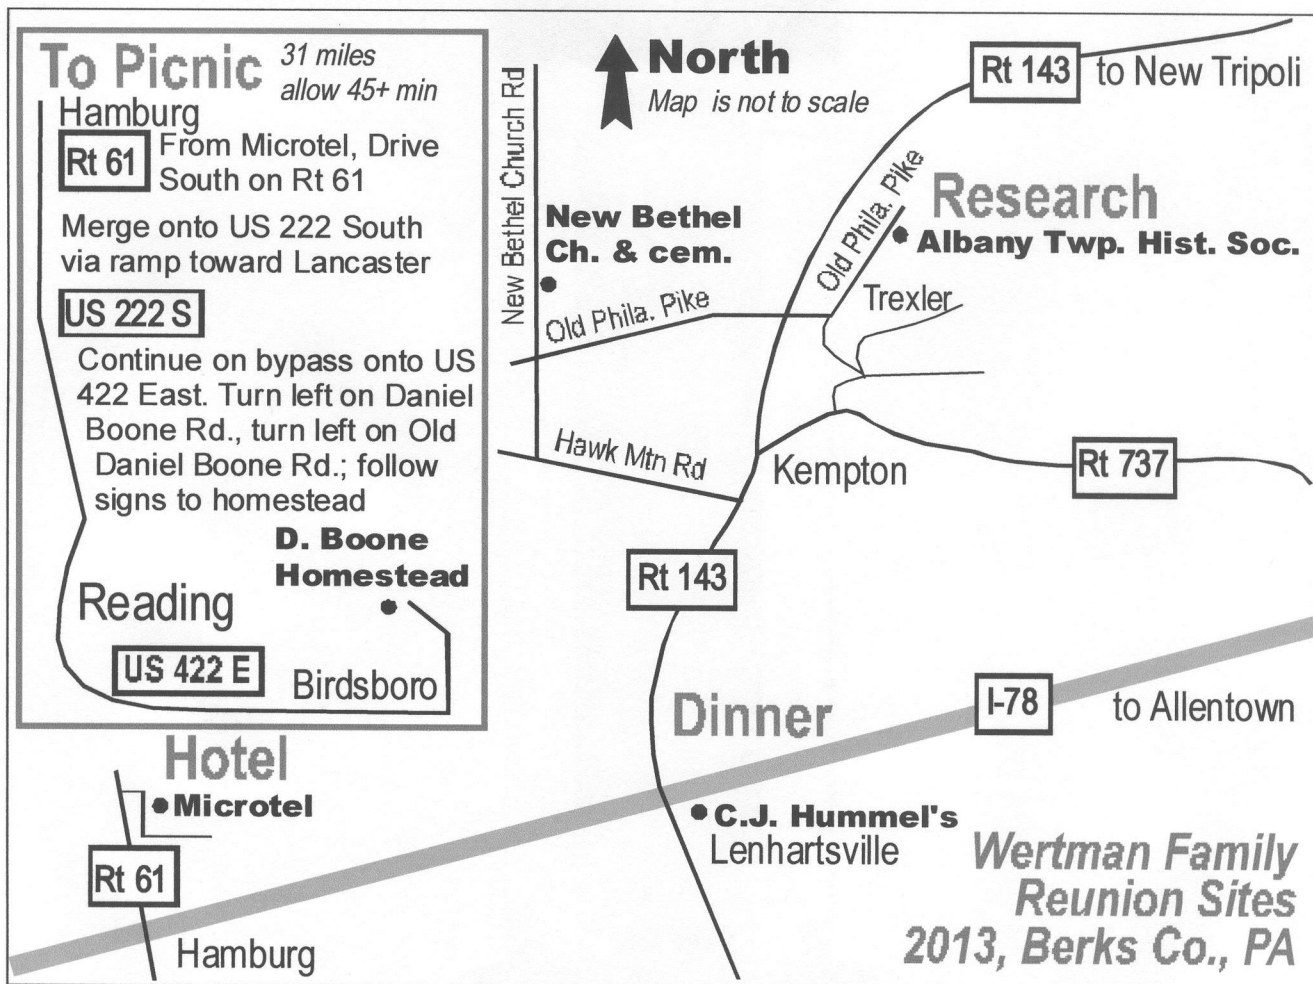 To Picnic
31 miles
allow 45+ min
Hamburg
Rt 61
From Microtel, Drive
South on Rt 61
Merge onto US 222 South
via ramp toward Lancaster
US 222 S
Continue on bypass onto US
422 East. Turn left on Daniel
Boone Rd., turn left on Old
Daniel Boone Rd.; follow
signs to homestead
D. Boone
Homestead
Reading
US 422 E
Birdsboro
North
Map is not to scale
New Bethel Church Rd
New Bethel
Ch. & cem.
Old Phila. Pike
Hawk Mtn Rd
Rt 143
to New Tripoli
Old Phila. Pike
Research
Albany Twp. Hist. Soc.
Trexler
Kempton
Rt 737
Rt 143
Dinner
I-78
to Allentown
C.J. Hummel's
Lenhartsville
Hotel
Microtel
Rt 61
Hamburg
Wertman Family
Reunion Sites
2013, Berks Co., PA